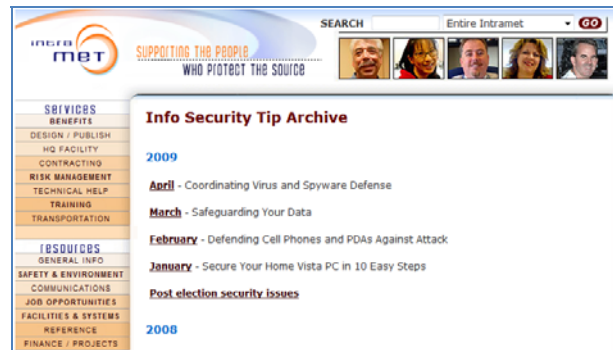 SEARCH Entire Intramet GO
intra
met
SUPPORTING THE PEOPLE
WHO PROTECT THE SOURCE
services
BENEFITS
DESIGN / PUBLISH
HQ FACILITY
CONTRACTING
RISK MANAGEMENT
TECHNICAL HELP
TRAINING
TRANSPORTATION
resources
GENERAL INFO
SAFETY & ENVIRONMENT
COMMUNICATIONS
JOB OPPORTUNITIES
FACILITIES & SYSTEMS
REFERENCE
FINANCE / PROJECTS
Info Security Tip Archive
2009
April - Coordinating Virus and Spyware Defense
March - Safeguarding Your Data
February - Defending Cell Phones and PDAs Against Attack
January - Secure Your Home Vista PC in 10 Easy Steps
Post election security issues
2008